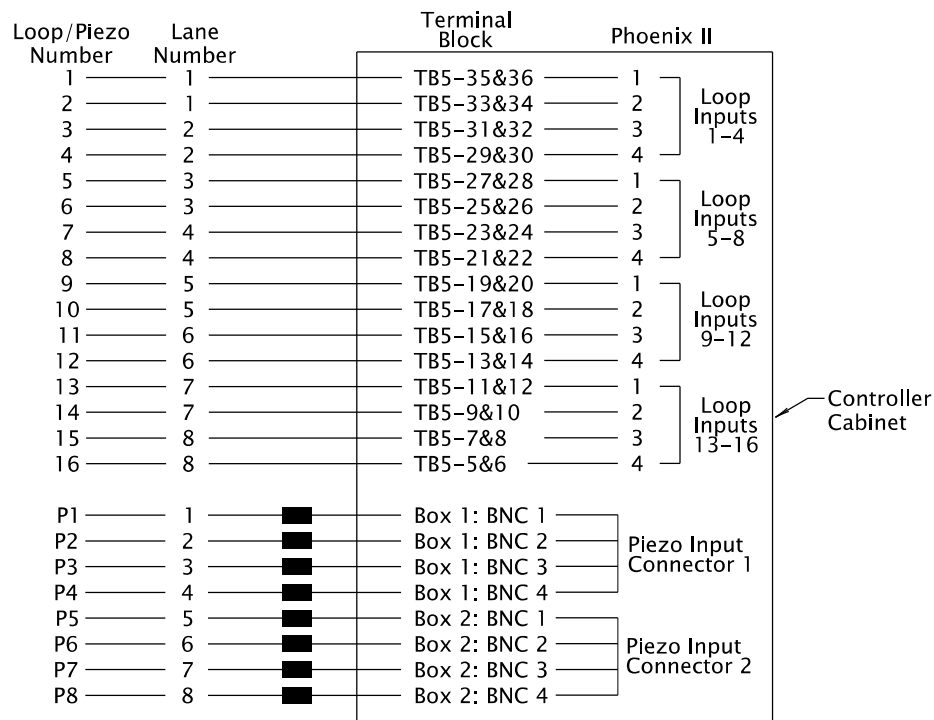 Loop/Piezo Number Lane Number Terminal Block Phoenix II
1 1 TB5-35&36 1
2 1 TB5-33&34 2
3 2 TB5-31&32 3
4 2 TB5-29&30 4
Loop Inputs 1-4
5 3 TB5-27&28 1
6 3 TB5-25&26 2
7 4 TB5-23&24 3
8 4 TB5-21&22 4
Loop Inputs 5-8
9 5 TB5-19&20 1
10 5 TB5-17&18 2
11 6 TB5-15&16 3
12 6 TB5-13&14 4
Loop Inputs 9-12
13 7 TB5-11&12 1
14 7 TB5-9&10 2
15 8 TB5-7&8 3
16 8 TB5-5&6 4
Loop Inputs 13-16
Controller Cabinet
P1 1 Box 1: BNC 1
P2 2 Box 1: BNC 2
P3 3 Box 1: BNC 3
P4 4 Box 1: BNC 4
Piezo Input Connector 1
P5 5 Box 2: BNC 1
P6 6 Box 2: BNC 2
P7 7 Box 2: BNC 3
P8 8 Box 2: BNC 4
Piezo Input Connector 2